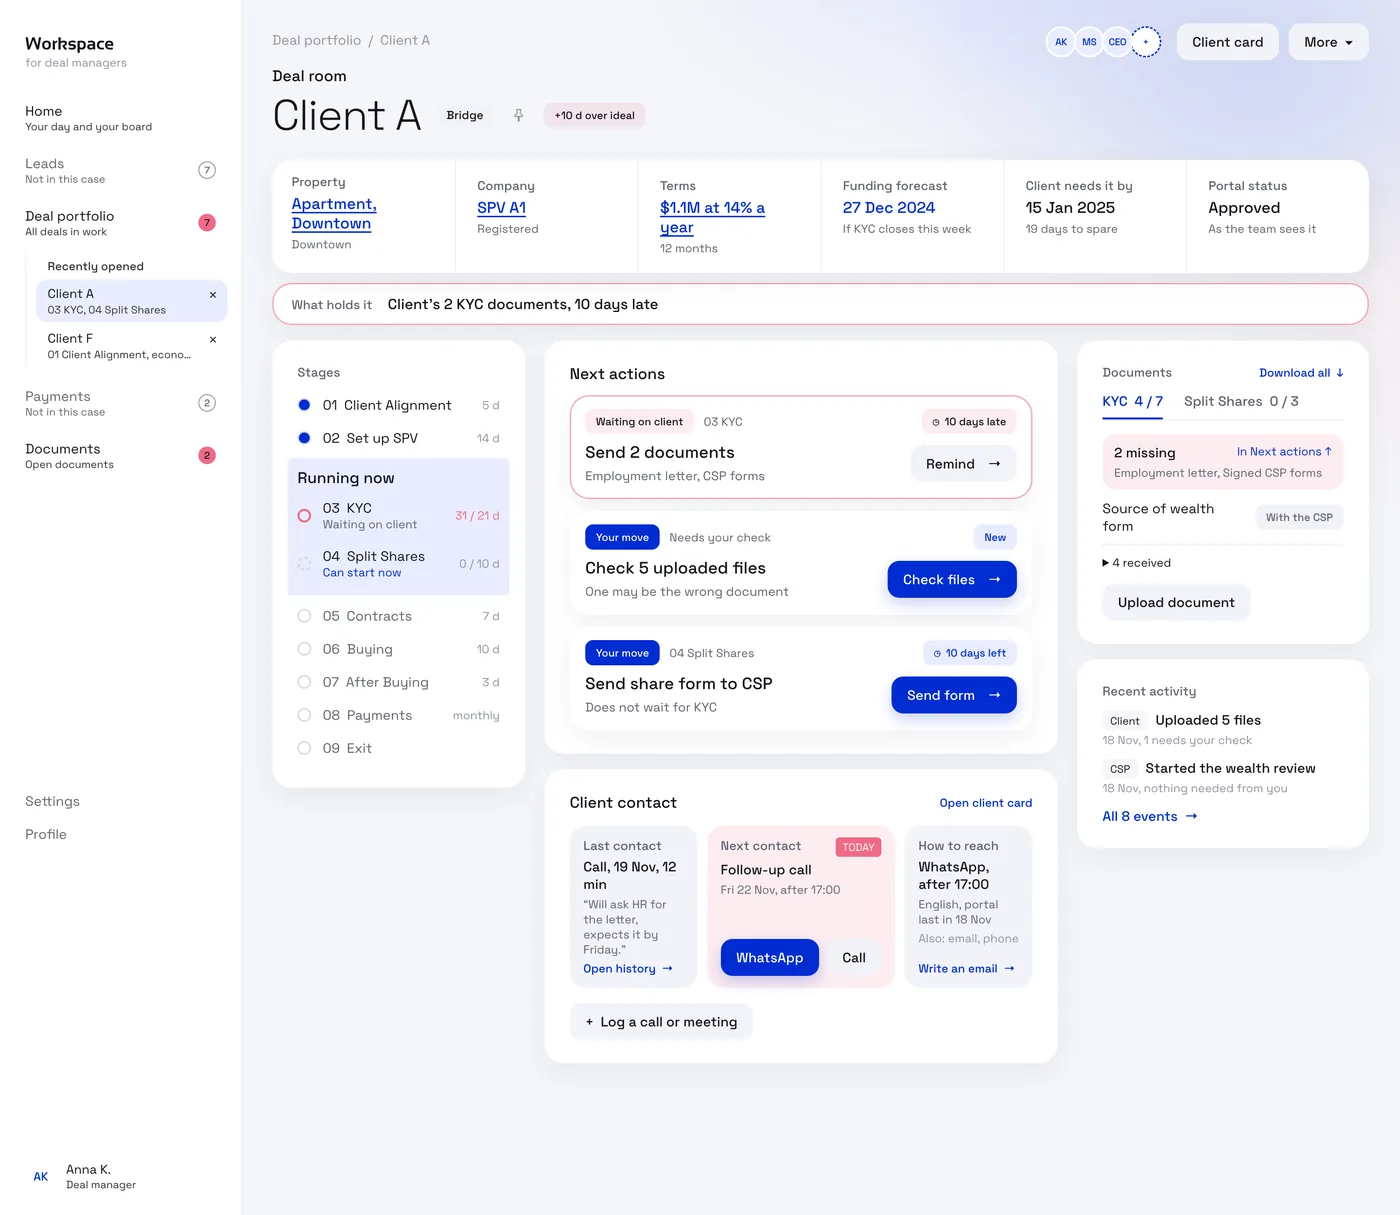 Workspace
for deal managers
Home
Your day and your board
Leads
Not in this case
7
Deal portfolio
All deals in work
7
Recently opened
Client A
03 KYC, 04 Split Shares
×
Client F
01 Client Alignment, econo...
×
Payments
Not in this case
2
Documents
Open documents
2
Settings
Profile
AK
Anna K.
Deal manager
Deal portfolio / Client A
AK MS CEO +
Client card
More
Deal room
Client A
Bridge
+10 d over ideal
Property
Apartment,
Downtown
Downtown
Company
SPV A1
Registered
Terms
$1.1M at 14% a
year
12 months
Funding forecast
27 Dec 2024
If KYC closes this week
Client needs it by
15 Jan 2025
19 days to spare
Portal status
Approved
As the team sees it
What holds it Client's 2 KYC documents, 10 days late
Stages
01 Client Alignment 5 d
02 Set up SPV 14 d
Running now
03 KYC
Waiting on client
31 / 21 d
04 Split Shares
Can start now
0 / 10 d
05 Contracts 7 d
06 Buying 10 d
07 After Buying 3 d
08 Payments monthly
09 Exit
Next actions
Waiting on client 03 KYC
10 days late
Send 2 documents
Employment letter, CSP forms
Remind →
Your move Needs your check
New
Check 5 uploaded files
One may be the wrong document
Check files →
Your move 04 Split Shares
10 days left
Send share form to CSP
Does not wait for KYC
Send form →
Client contact
Open client card
Last contact
Call, 19 Nov, 12
min
“Will ask HR for
the letter,
expects it by
Friday.”
Open history →
Next contact
TODAY
Follow-up call
Fri 22 Nov, after 17:00
WhatsApp
Call
How to reach
WhatsApp,
after 17:00
English, portal
last in 18 Nov
Also: email, phone
Write an email →
+ Log a call or meeting
Documents
Download all ↓
KYC 4 / 7
Split Shares 0 / 3
2 missing
In Next actions ↑
Employment letter, Signed CSP forms
Source of wealth
form
With the CSP
4 received
Upload document
Recent activity
Client Uploaded 5 files
18 Nov, 1 needs your check
CSP Started the wealth review
18 Nov, nothing needed from you
All 8 events →